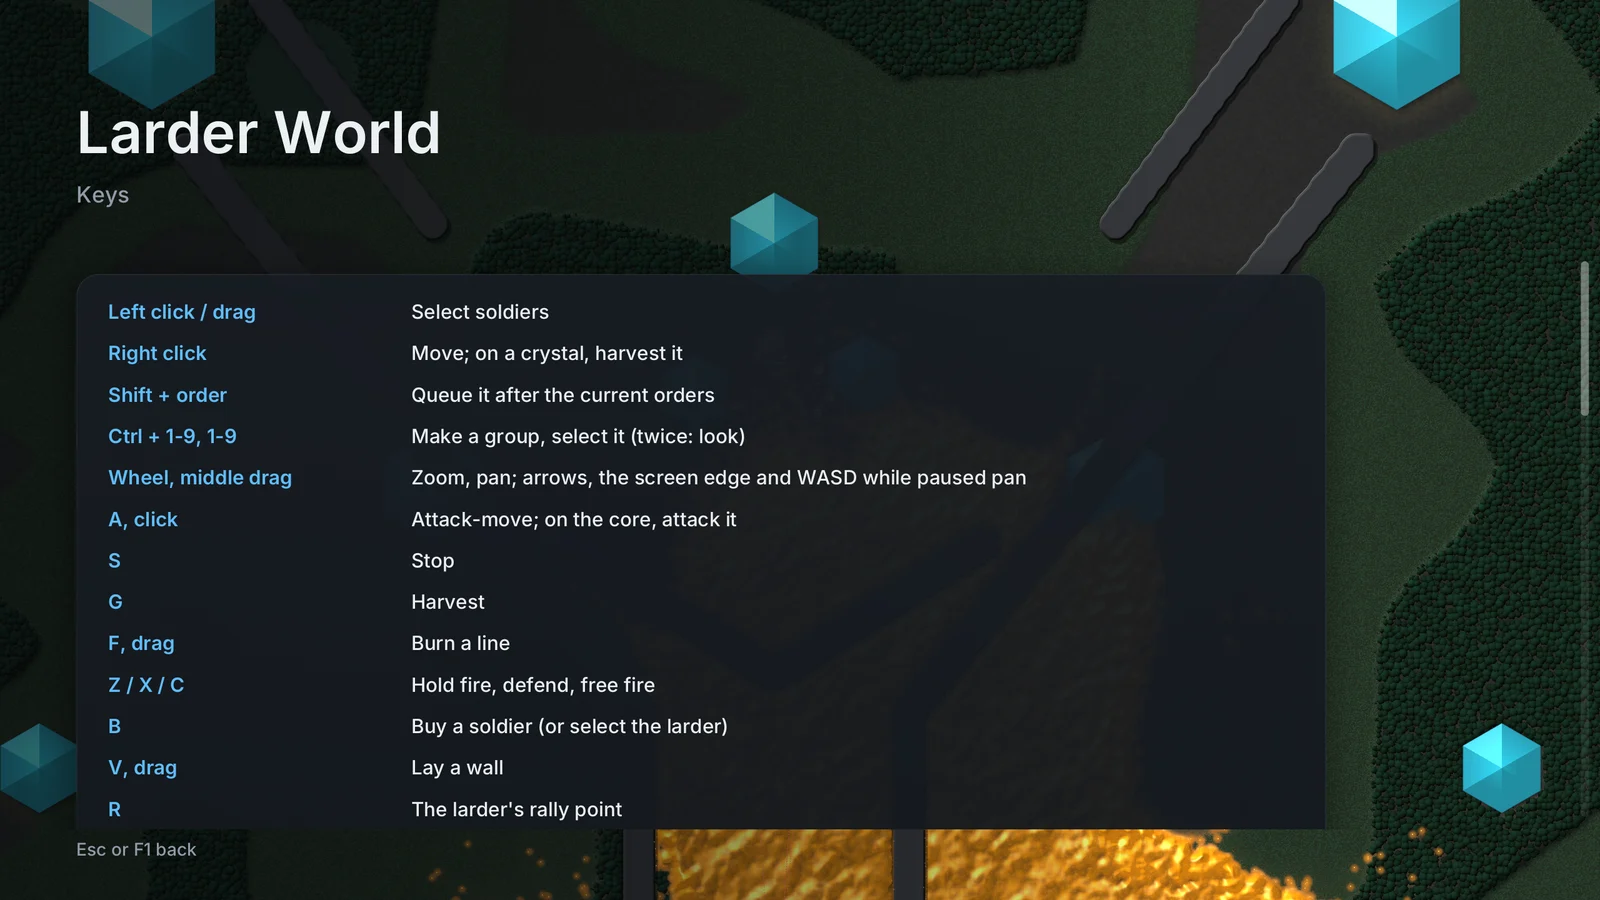 Larder World
Keys
Left click / drag Select soldiers
Right click Move; on a crystal, harvest it
Shift + order Queue it after the current orders
Ctrl + 1-9, 1-9 Make a group, select it (twice: look)
Wheel, middle drag Zoom, pan; arrows, the screen edge and WASD while paused pan
A, click Attack-move; on the core, attack it
S Stop
G Harvest
F, drag Burn a line
Z / X / C Hold fire, defend, free fire
B Buy a soldier (or select the larder)
V, drag Lay a wall
R The larder's rally point
Esc or F1 back